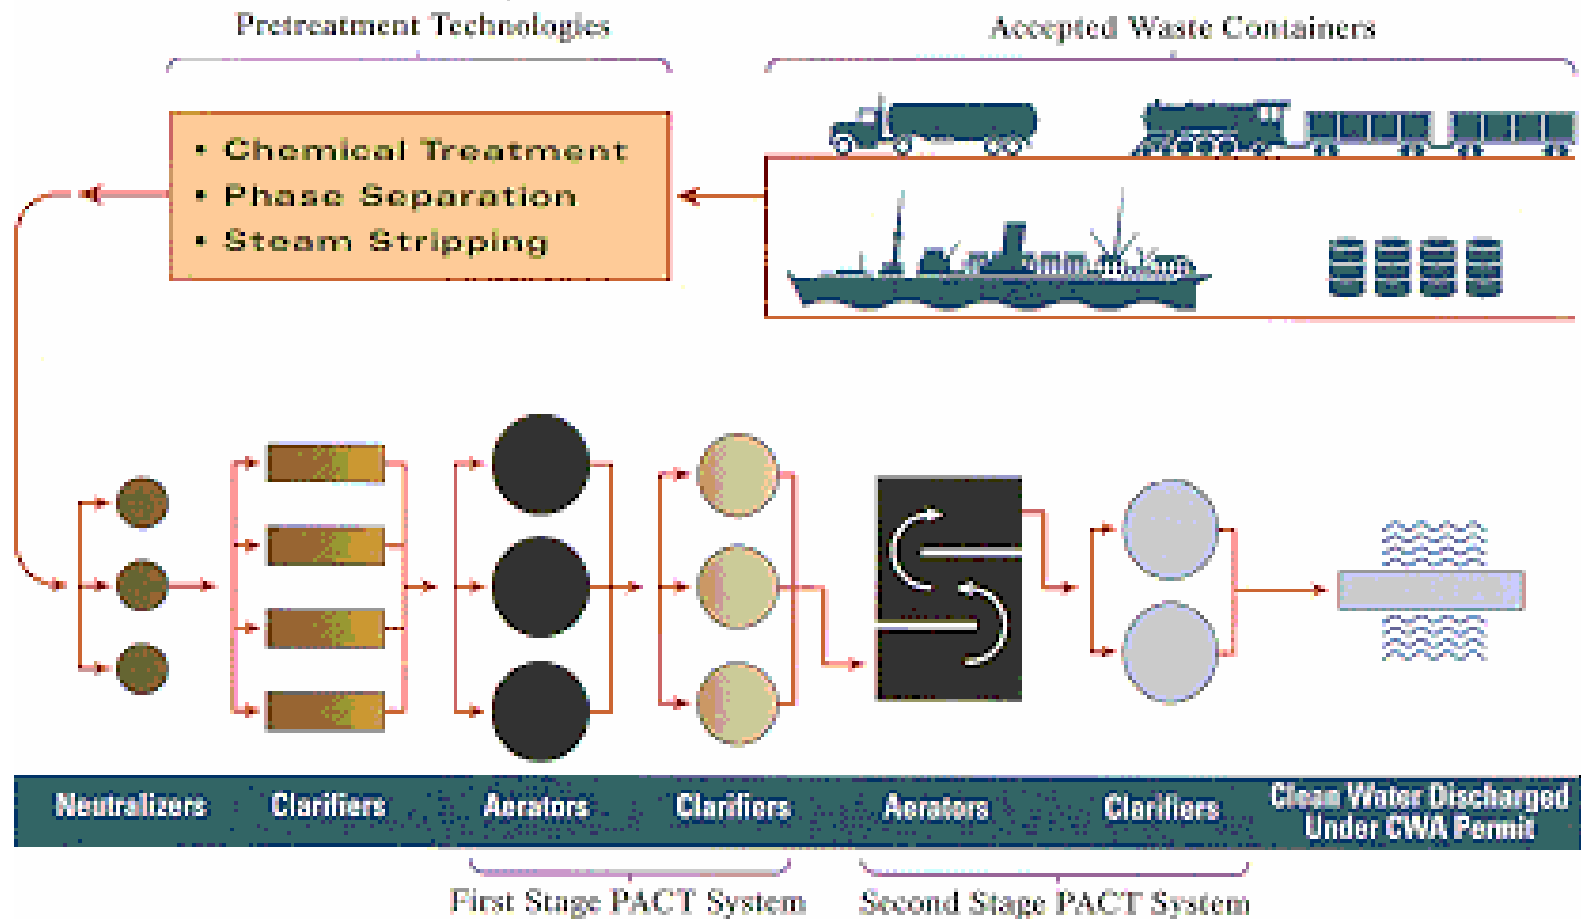 Pretreatment Technologies
Accepted Waste Containers
• Chemical Treatment
• Phase Separation
• Steam Stripping
Neutralizers
Clarifiers
Aerators
Clarifiers
Aerators
Clarifiers
Clean Water Discharged
Under CWA Permit
First Stage PACT System
Second Stage PACT System